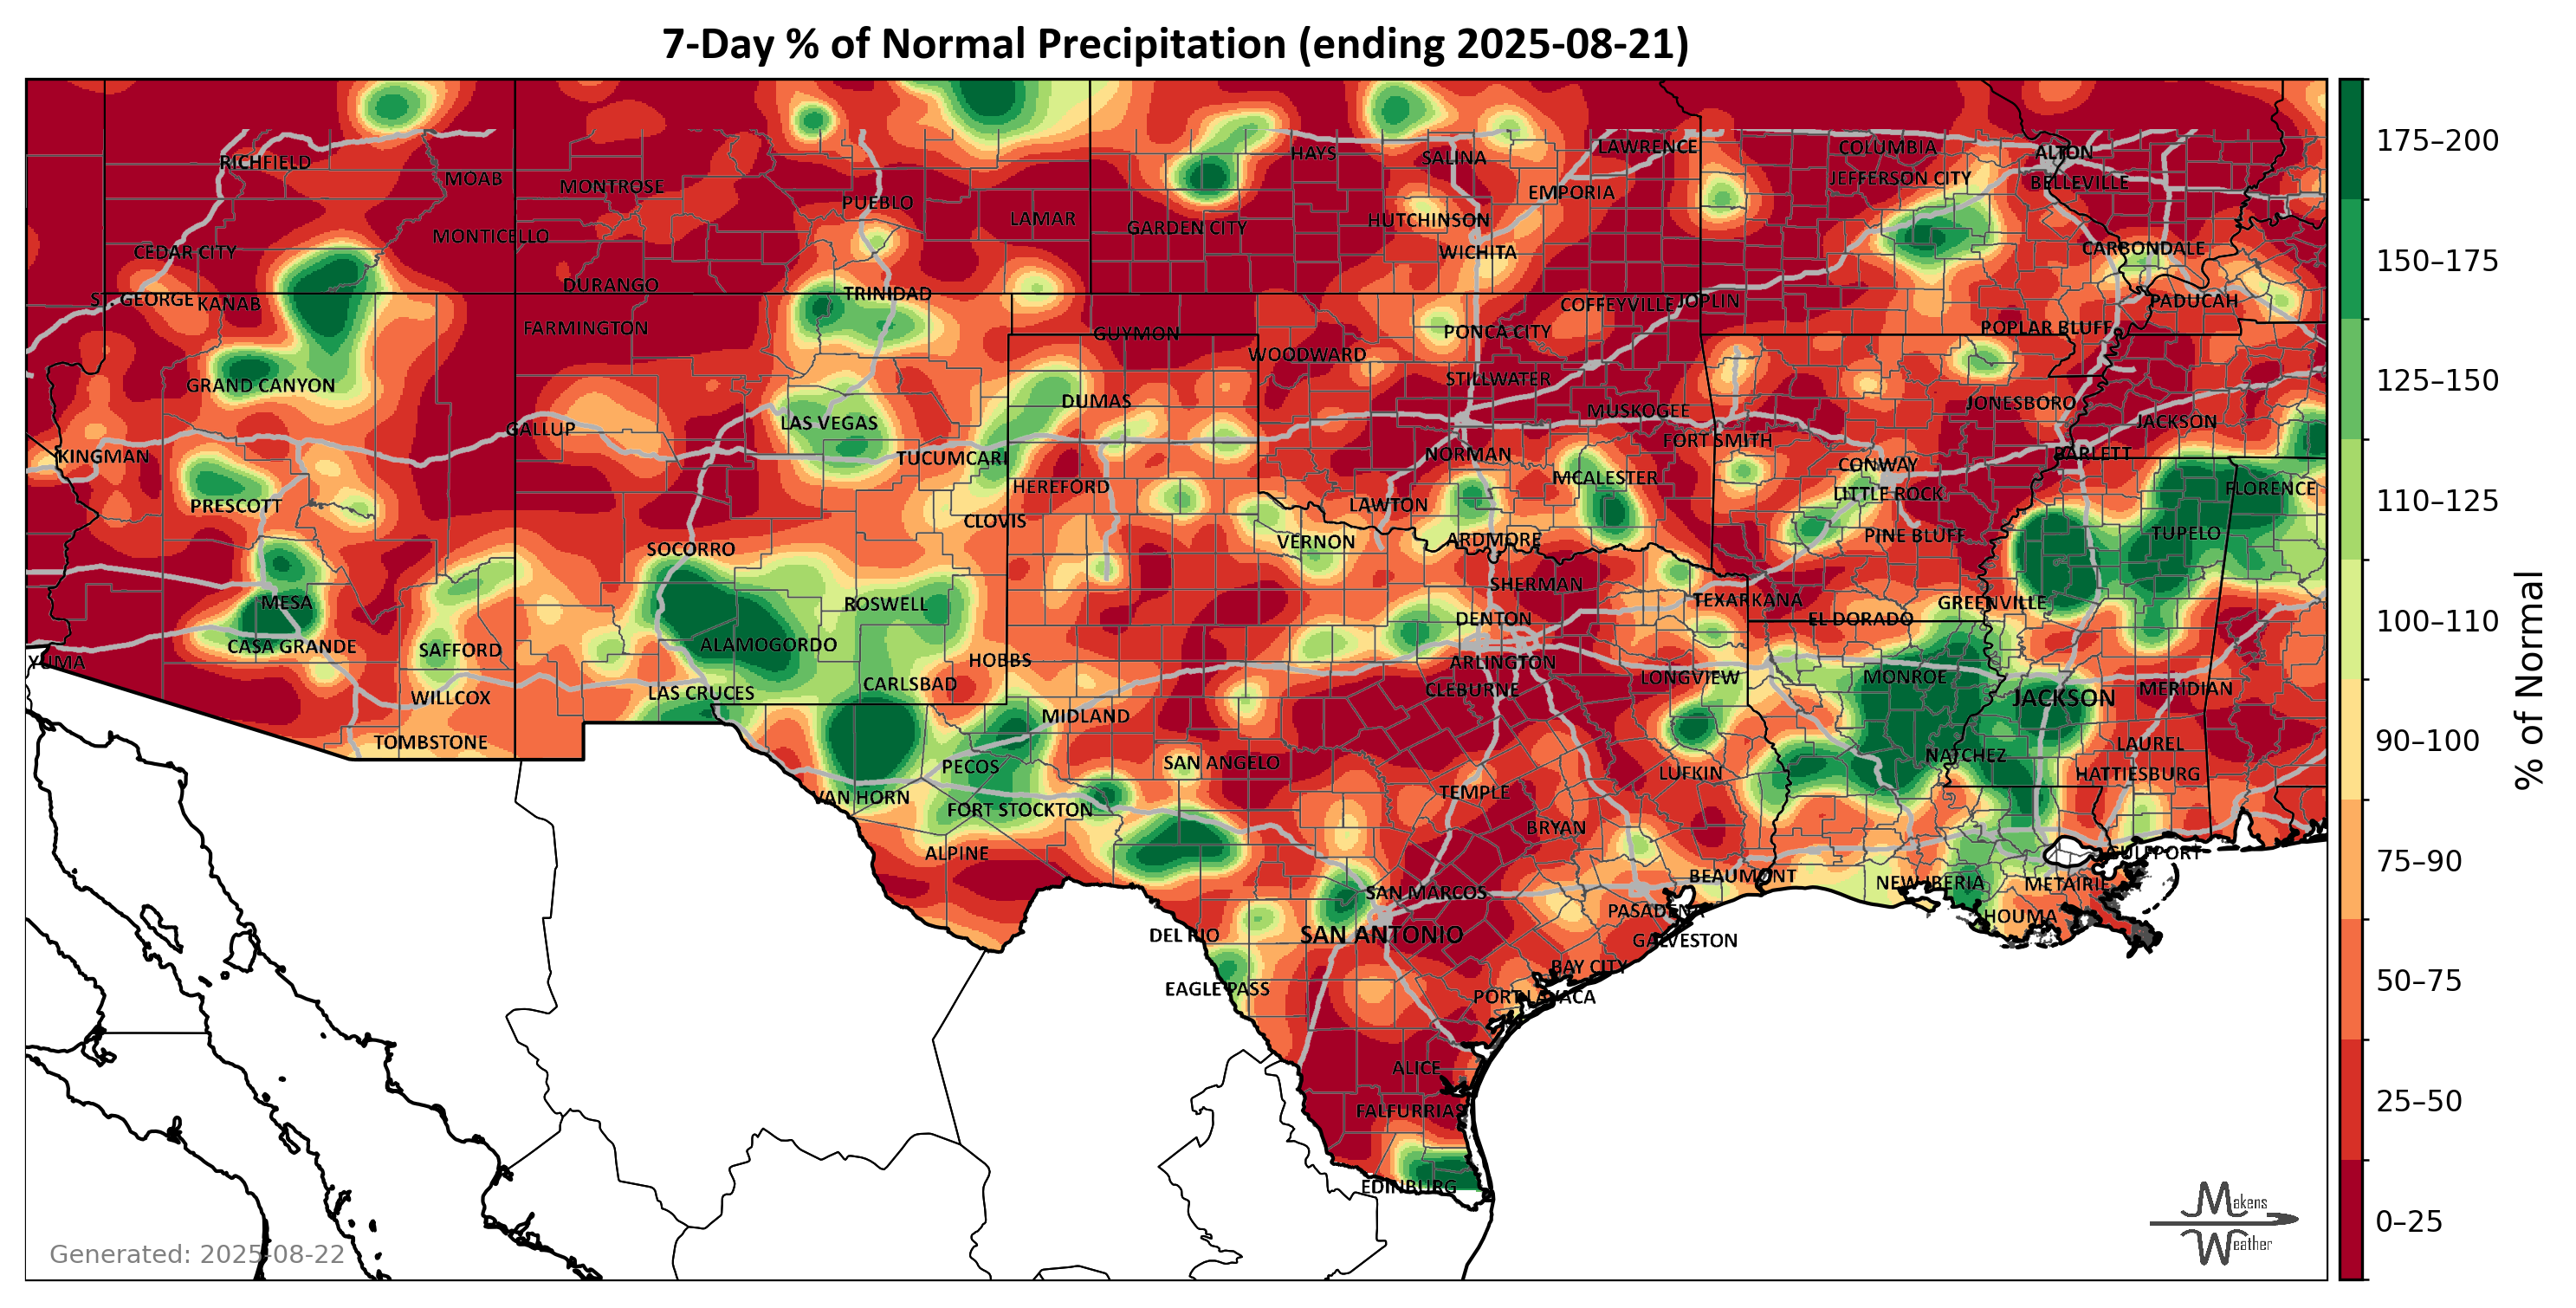 7-Day % of Normal Precipitation (ending 2025-08-21)
RICHFIELD
MOAB
MONTROSE
PUEBLO
LAMAR
HAYS
SALINA
LAWRENCE
COLUMBIA
ALTON
JEFFERSON CITY
BELLEVILLE
EMPORIA
HUTCHINSON
GARDEN CITY
WICHITA
MONTICELLO
CEDAR CITY
CARBONDALE
DURANGO
TRINIDAD
ST. GEORGE
KANAB
COFFEYVILLE
JOPLIN
PADUCAH
FARMINGTON
GUYMON
PONCA CITY
POPLAR BLUFF
WOODWARD
STILLWATER
GRAND CANYON
DUMAS
MUSKOGEE
JONESBORO
JACKSON
GALLUP
LAS VEGAS
FORT SMITH
KINGMAN
TUCUMCARI
NORMAN
BARLETT
CONWAY
MCALESTER
HEREFORD
LITTLE ROCK
FLORENCE
PRESCOTT
LAWTON
CLOVIS
PINE BLUFF
TUPELO
VERNON
ARDMORE
SOCORRO
SHERMAN
MESA
ROSWELL
TEXARKANA
GREENVILLE
DENTON
EL DORADO
CASA GRANDE
SAFFORD
ALAMOGORDO
YUMA
HOBBS
ARLINGTON
LONGVIEW
MONROE
CARLSBAD
CLEBURNE
MERIDIAN
WILLCOX
LAS CRUCES
JACKSON
MIDLAND
TOMBSTONE
LAUREL
NATCHEZ
PECOS
SAN ANGELO
LUFKIN
HATTIESBURG
VAN HORN
FORT STOCKTON
TEMPLE
BRYAN
ALPINE
GULFPORT
BEAUMONT
NEW IBERIA
METAIRIE
SAN MARCOS
PASADENA
HOUMA
DEL RIO
SAN ANTONIO
GALVESTON
BAY CITY
EAGLE PASS
PORT LAVACA
ALICE
FALFURRIAS
EDINBURG
Generated: 2025-08-22
Makens
Weather
175–200
150–175
125–150
110–125
100–110
90–100
75–90
50–75
25–50
0–25
% of Normal